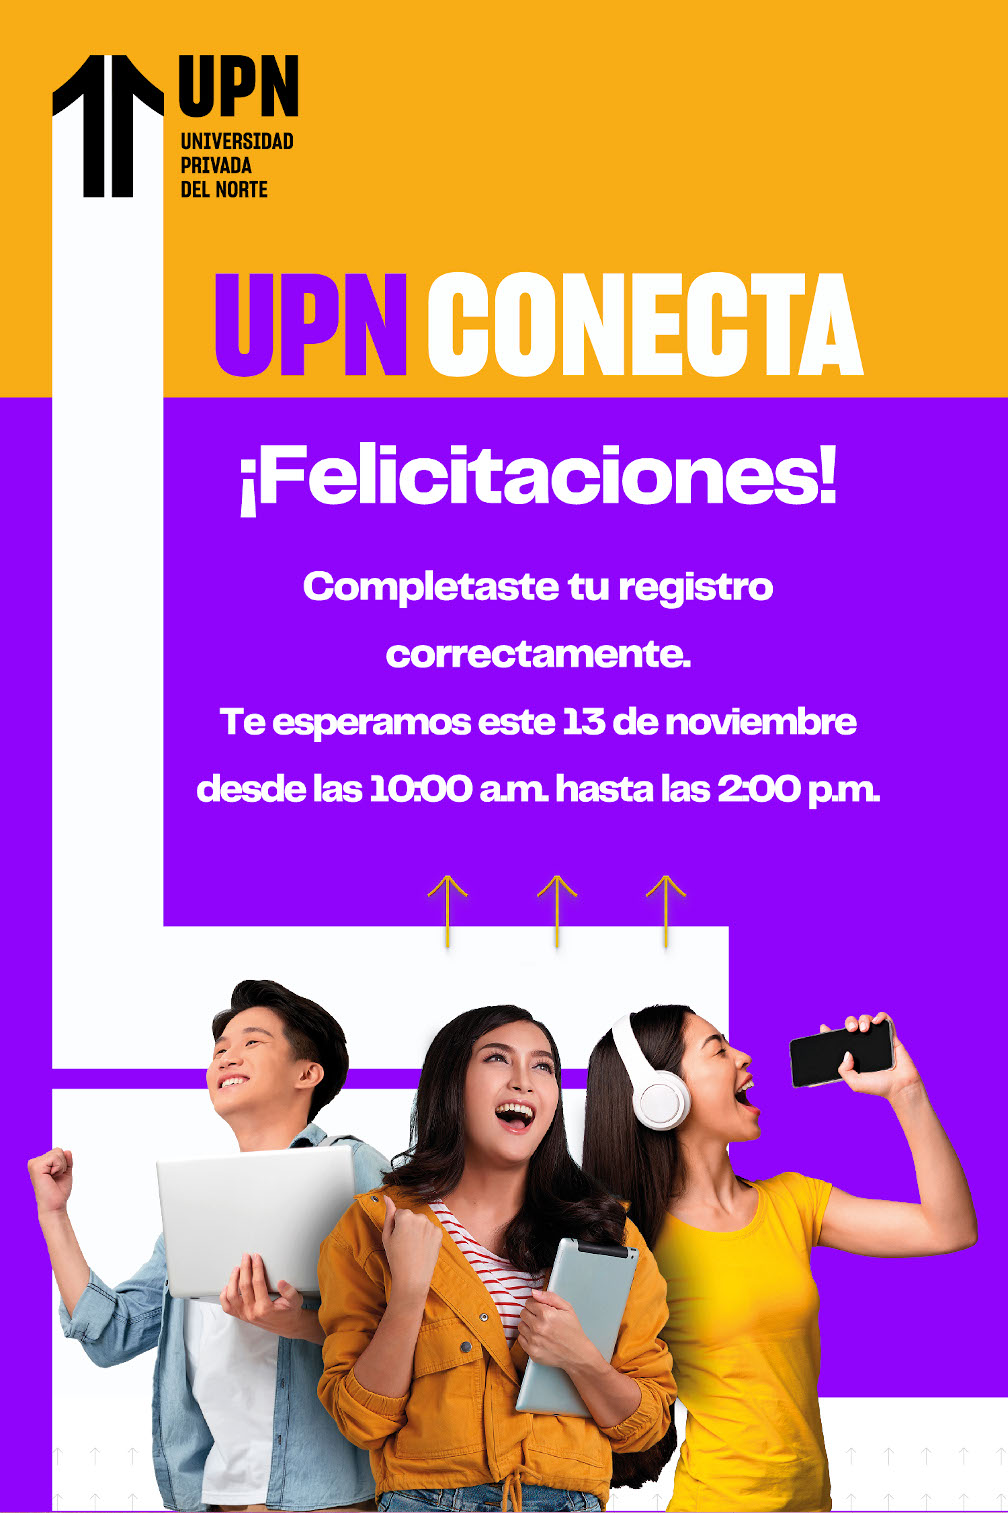 UPN
UNIVERSIDAD
PRIVADA
DEL NORTE
UPN CONECTA
¡Felicitaciones!
Completaste tu registro
correctamente.
Te esperamos este 13 de noviembre
desde las 10:00 a.m. hasta las 2:00 p.m.